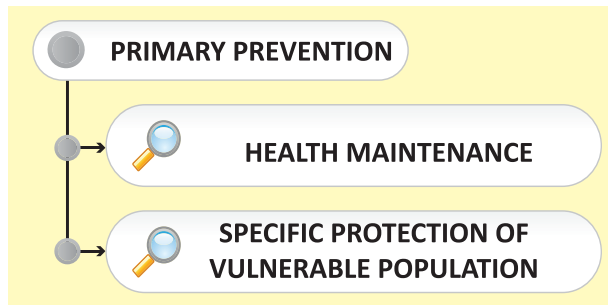 PRIMARY PREVENTION
HEALTH MAINTENANCE
SPECIFIC PROTECTION OF
VULNERABLE POPULATION